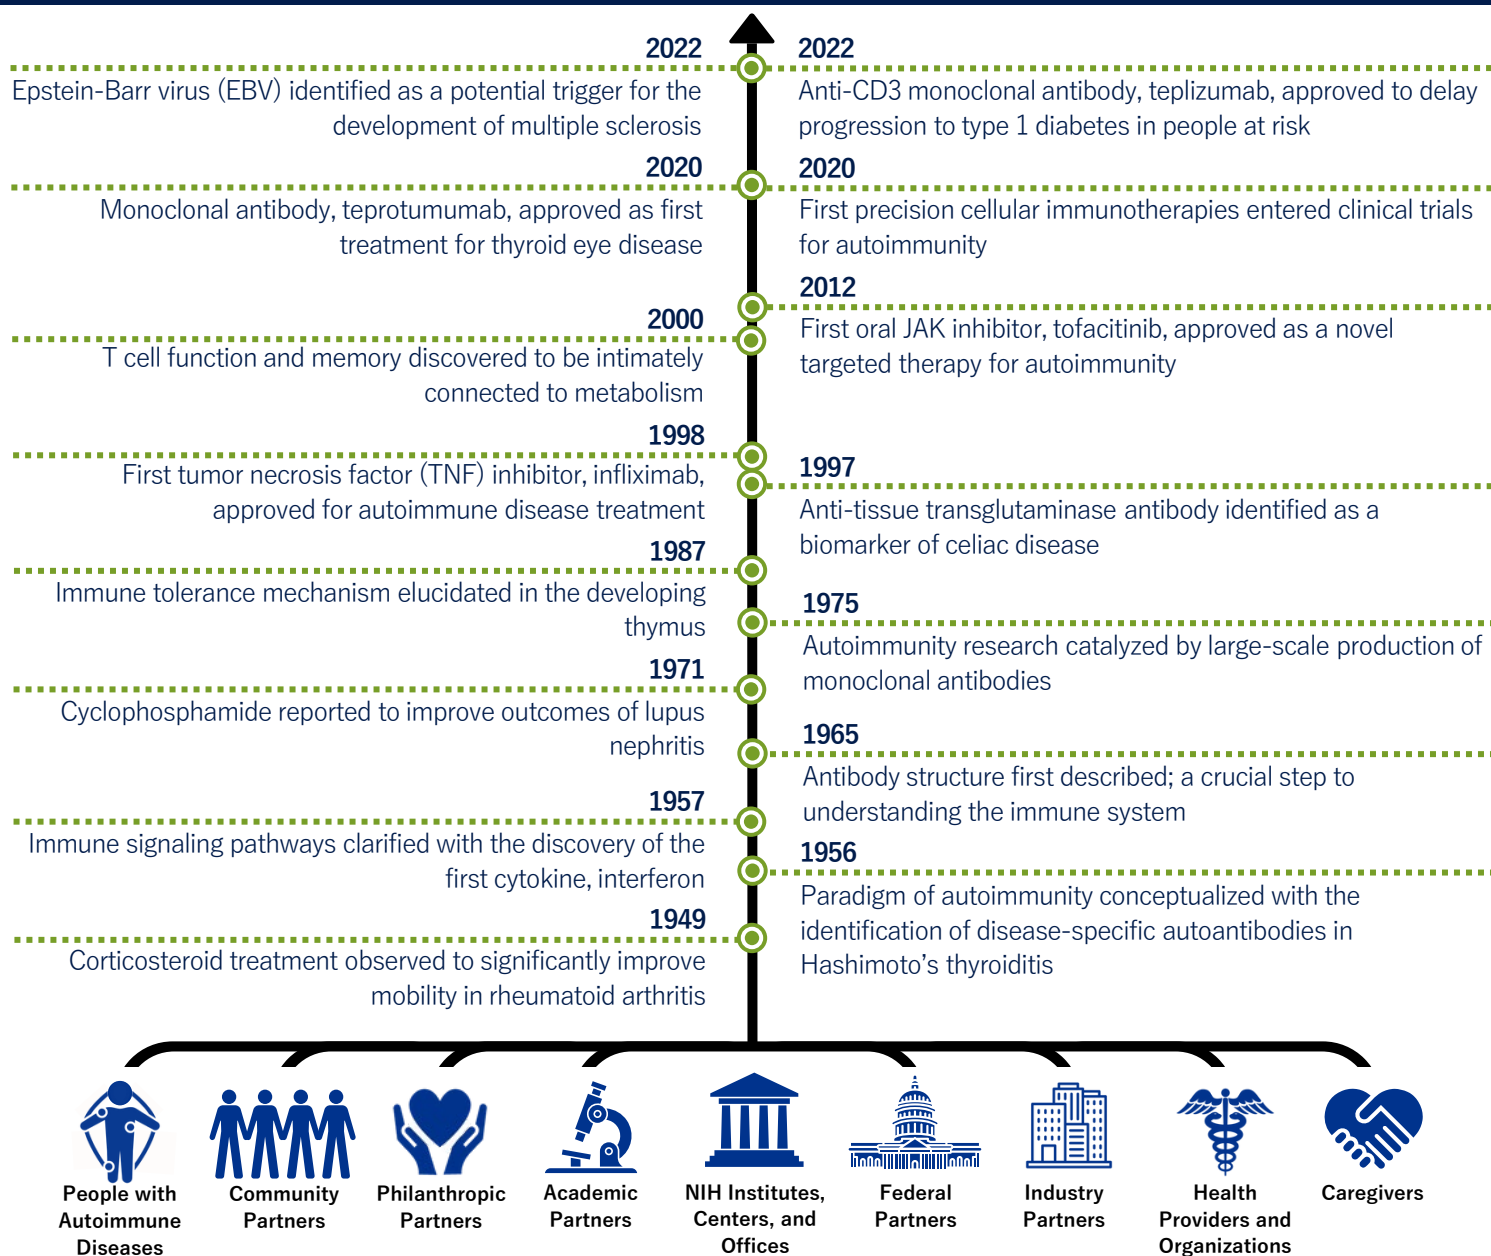 2022
Epstein-Barr virus (EBV) identified as a potential trigger for the
development of multiple sclerosis
2022
Anti-CD3 monoclonal antibody, teplizumab, approved to delay
progression to type 1 diabetes in people at risk
2020
Monoclonal antibody, teprotumumab, approved as first
treatment for thyroid eye disease
2020
First precision cellular immunotherapies entered clinical trials
for autoimmunity
2012
First oral JAK inhibitor, tofacitinib, approved as a novel
targeted therapy for autoimmunity
2000
T cell function and memory discovered to be intimately
connected to metabolism
1998
First tumor necrosis factor (TNF) inhibitor, infliximab,
approved for autoimmune disease treatment
1997
Anti-tissue transglutaminase antibody identified as a
biomarker of celiac disease
1987
Immune tolerance mechanism elucidated in the developing
thymus
1975
Autoimmunity research catalyzed by large-scale production of
monoclonal antibodies
1971
Cyclophosphamide reported to improve outcomes of lupus
nephritis
1965
Antibody structure first described; a crucial step to
understanding the immune system
1957
Immune signaling pathways clarified with the discovery of the
first cytokine, interferon
1956
Paradigm of autoimmunity conceptualized with the
identification of disease-specific autoantibodies in
Hashimoto’s thyroiditis
1949
Corticosteroid treatment observed to significantly improve
mobility in rheumatoid arthritis
People with
Autoimmune
Diseases
Community
Partners
Philanthropic
Partners
Academic
Partners
NIH Institutes,
Centers, and
Offices
Federal
Partners
Industry
Partners
Health
Providers and
Organizations
Caregivers